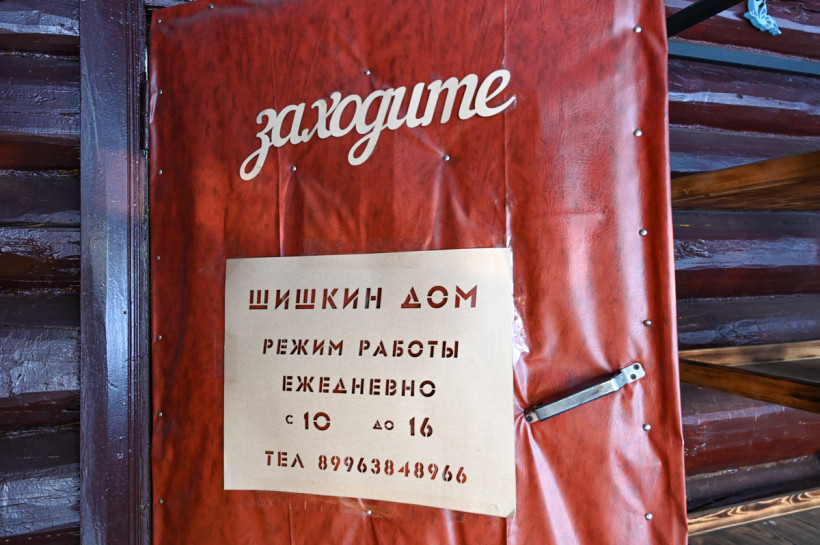 заходите
ШИШКИН ДОМ
РЕЖИМ РАБОТЫ
ЕЖЕДНЕВНО
С 10 ДО 16
ТЕЛ 89963848966